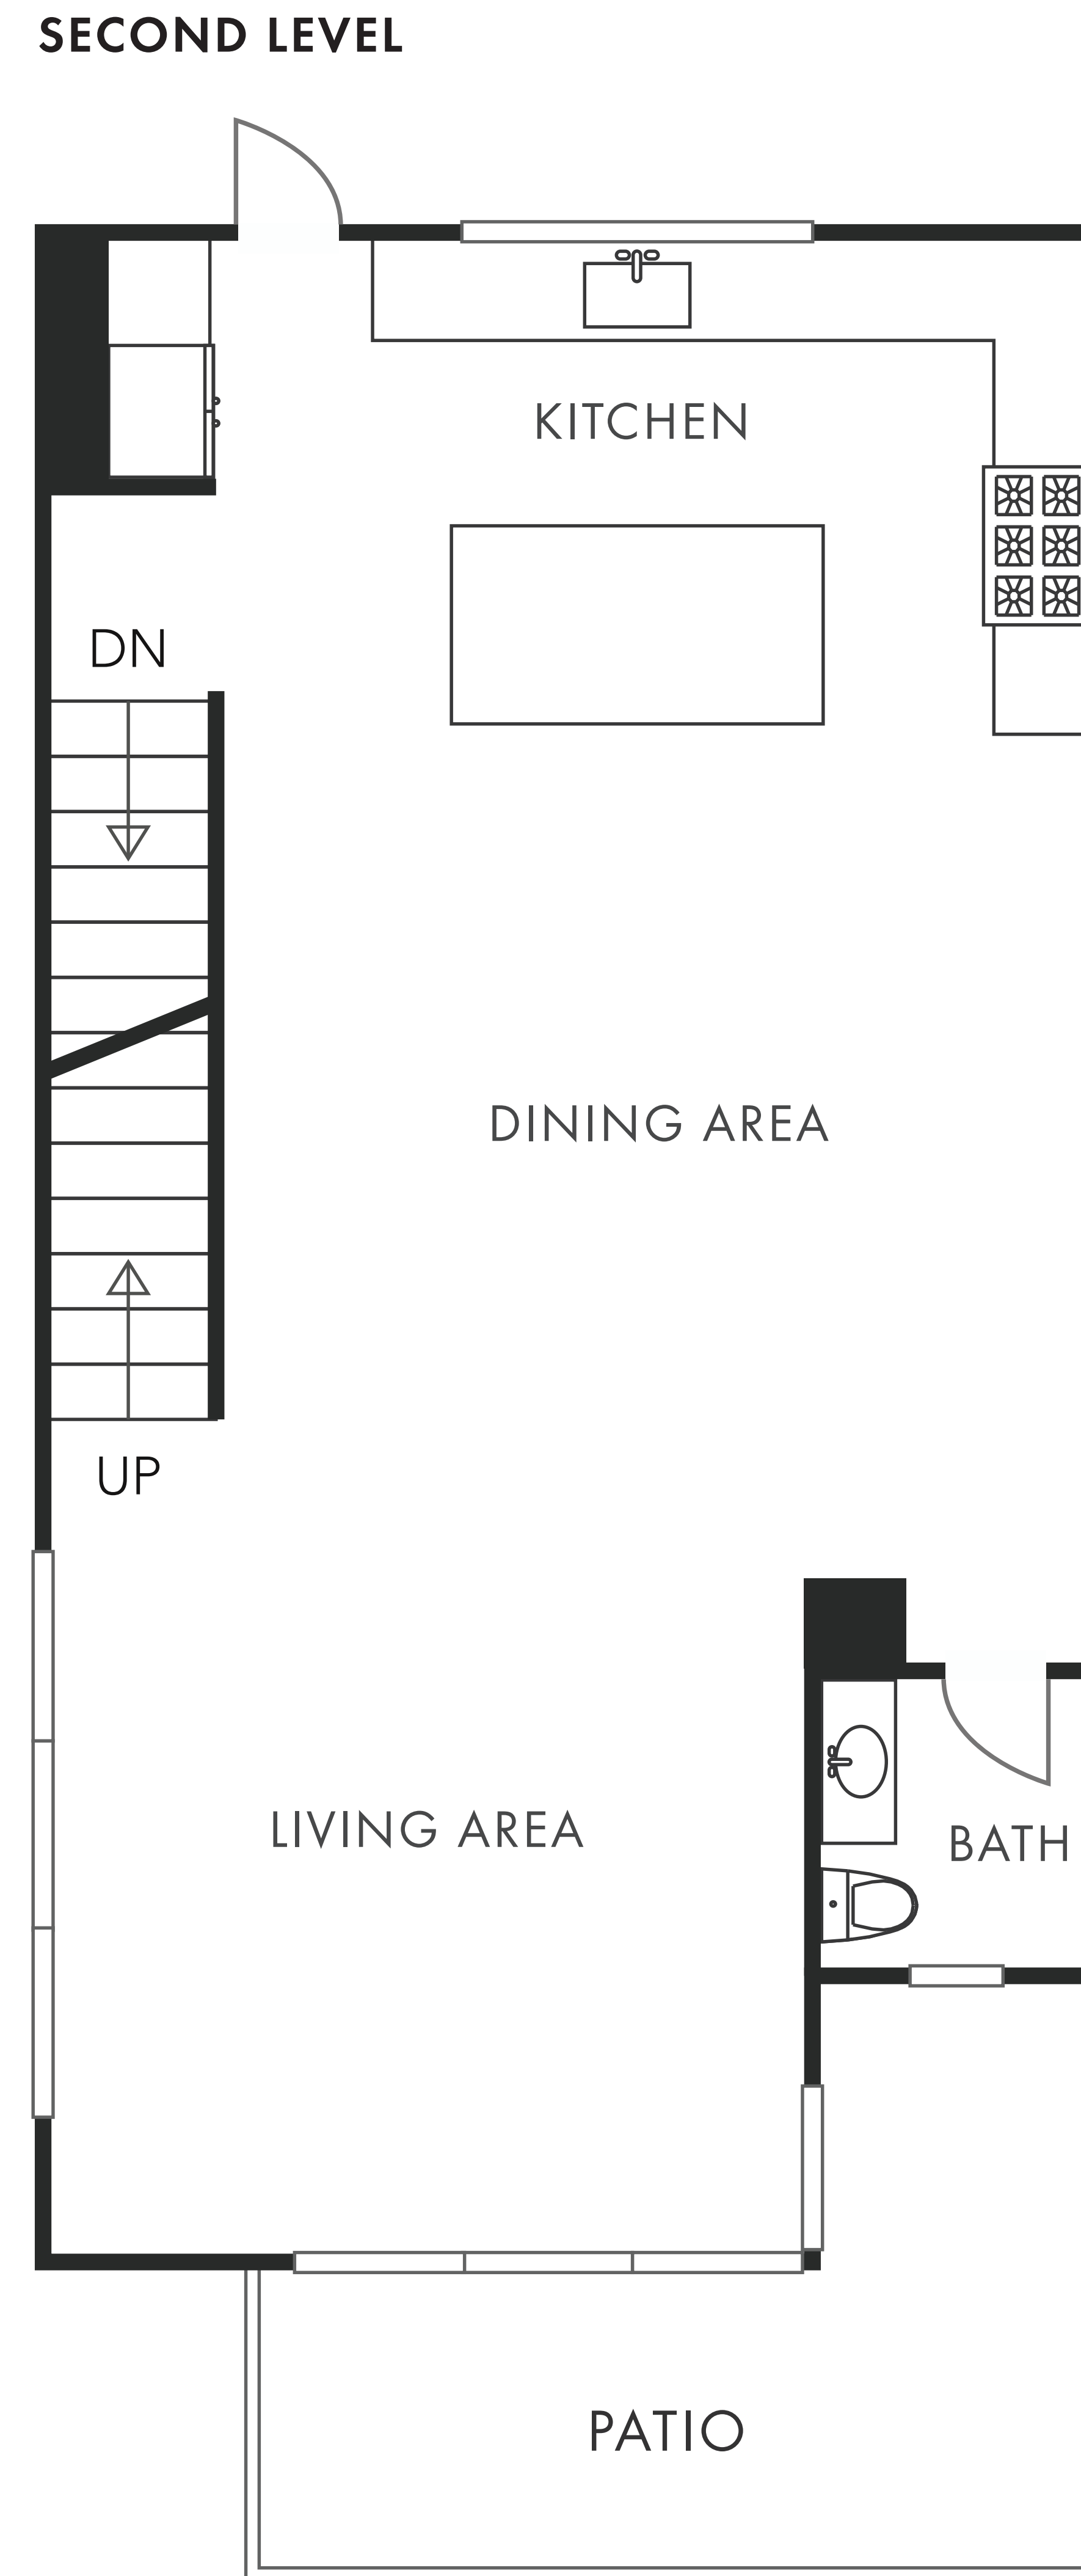 SECOND LEVEL
KITCHEN
DN
DINING AREA
UP
LIVING AREA
BATH
PATIO